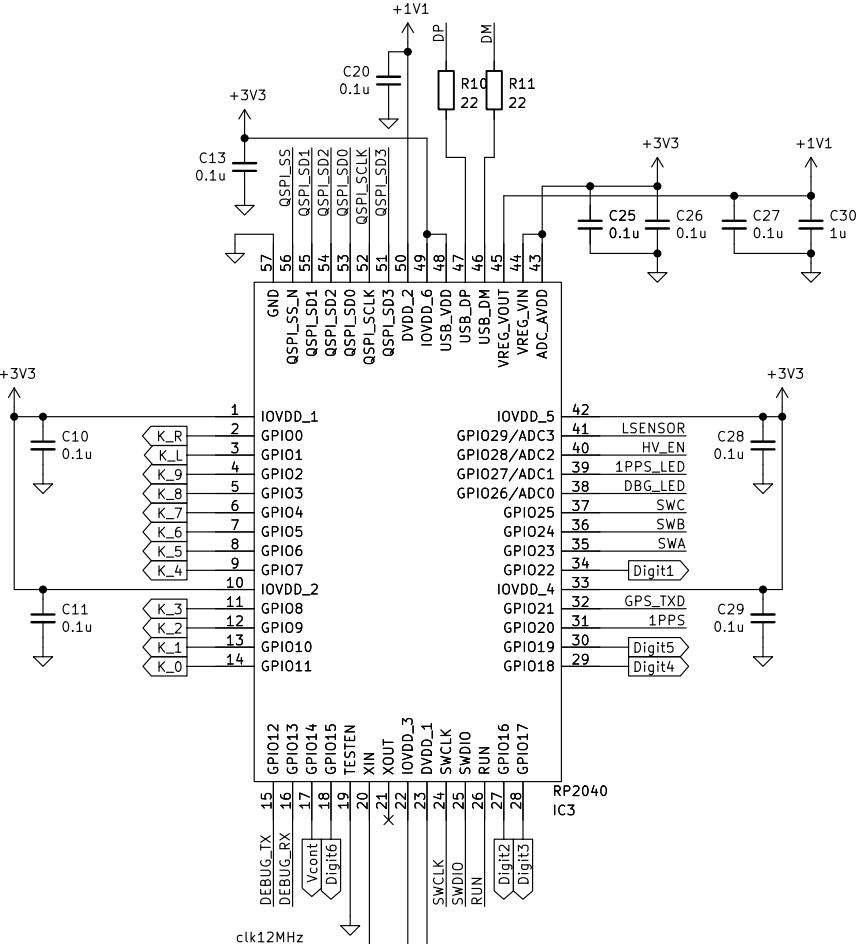 +1V1
DP
DM
C20
0.1u
R10
22
R11
22
+3V3
C13
0.1u
QSPI_SS
QSPI_SD1
QSPI_SD2
QSPI_SD0
QSPI_SCLK
QSPI_SD3
+3V3
+1V1
C25
0.1u
C26
0.1u
C27
0.1u
C30
1u
57
56
55
54
53
52
51
50
49
48
47
46
45
44
43
GND
QSPI_SS_N
QSPI_SD1
QSPI_SD2
QSPI_SD0
QSPI_SCLK
QSPI_SD3
DVDD_2
IOVDD_6
USB_VDD
USB_DP
USB_DM
VREG_VOUT
VREG_VIN
ADC_AVDD
+3V3
+3V3
C10
0.1u
C28
0.1u
1 IOVDD_1
K_R 2 GPIO0
K_L 3 GPIO1
K_9 4 GPIO2
K_8 5 GPIO3
K_7 6 GPIO4
K_6 7 GPIO5
K_5 8 GPIO6
K_4 9 GPIO7
10 IOVDD_2
K_3 11 GPIO8
K_2 12 GPIO9
K_1 13 GPIO10
K_0 14 GPIO11
C11
0.1u
IOVDD_5 42
GPIO29/ADC3 41 LSENSOR
GPIO28/ADC2 40 HV_EN
GPIO27/ADC1 39 1PPS_LED
GPIO26/ADC0 38 DBG_LED
GPIO25 37 SWC
GPIO24 36 SWB
GPIO23 35 SWA
GPIO22 34 Digit1
IOVDD_4 33
GPIO21 32 GPS_TXD
GPIO20 31 1PPS
GPIO19 30 Digit5
GPIO18 29 Digit4
C29
0.1u
GPIO12
GPIO13
GPIO14
GPIO15
TESTEN
XIN
XOUT
IOVDD_3
DVDD_1
SWCLK
SWDIO
RUN
GPIO16
GPIO17
15
16
17
18
19
20
21
22
23
24
25
26
27
28
RP2040
IC3
DEBUG_TX
DEBUG_RX
Vcont
Digit6
SWCLK
SWDIO
RUN
Digit2
Digit3
clk12MHz